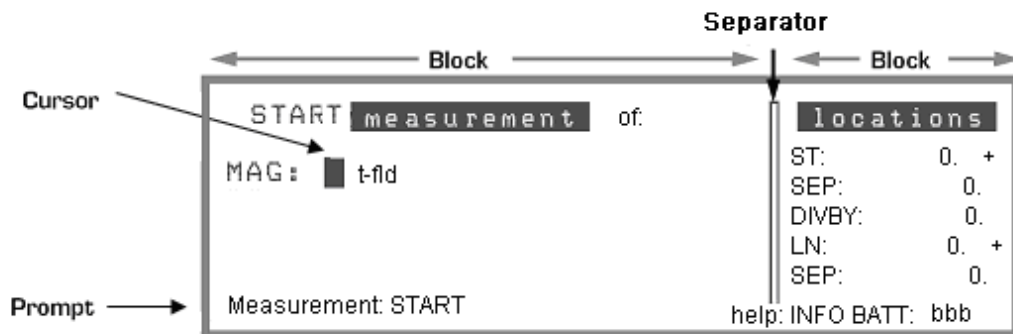 Separator
Block Block
Cursor
START measurement of: locations
MAG: t-fld ST: 0. +
SEP: 0.
DIVBY: 0.
LN: 0. +
SEP: 0.
Prompt Measurement: START help: INFO BATT: bbb